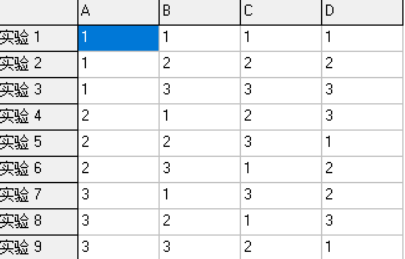 A B C D
实验 1 1 1 1 1
实验 2 1 2 2 2
实验 3 1 3 3 3
实验 4 2 1 2 3
实验 5 2 2 3 1
实验 6 2 3 1 2
实验 7 3 1 3 2
实验 8 3 2 1 3
实验 9 3 3 2 1